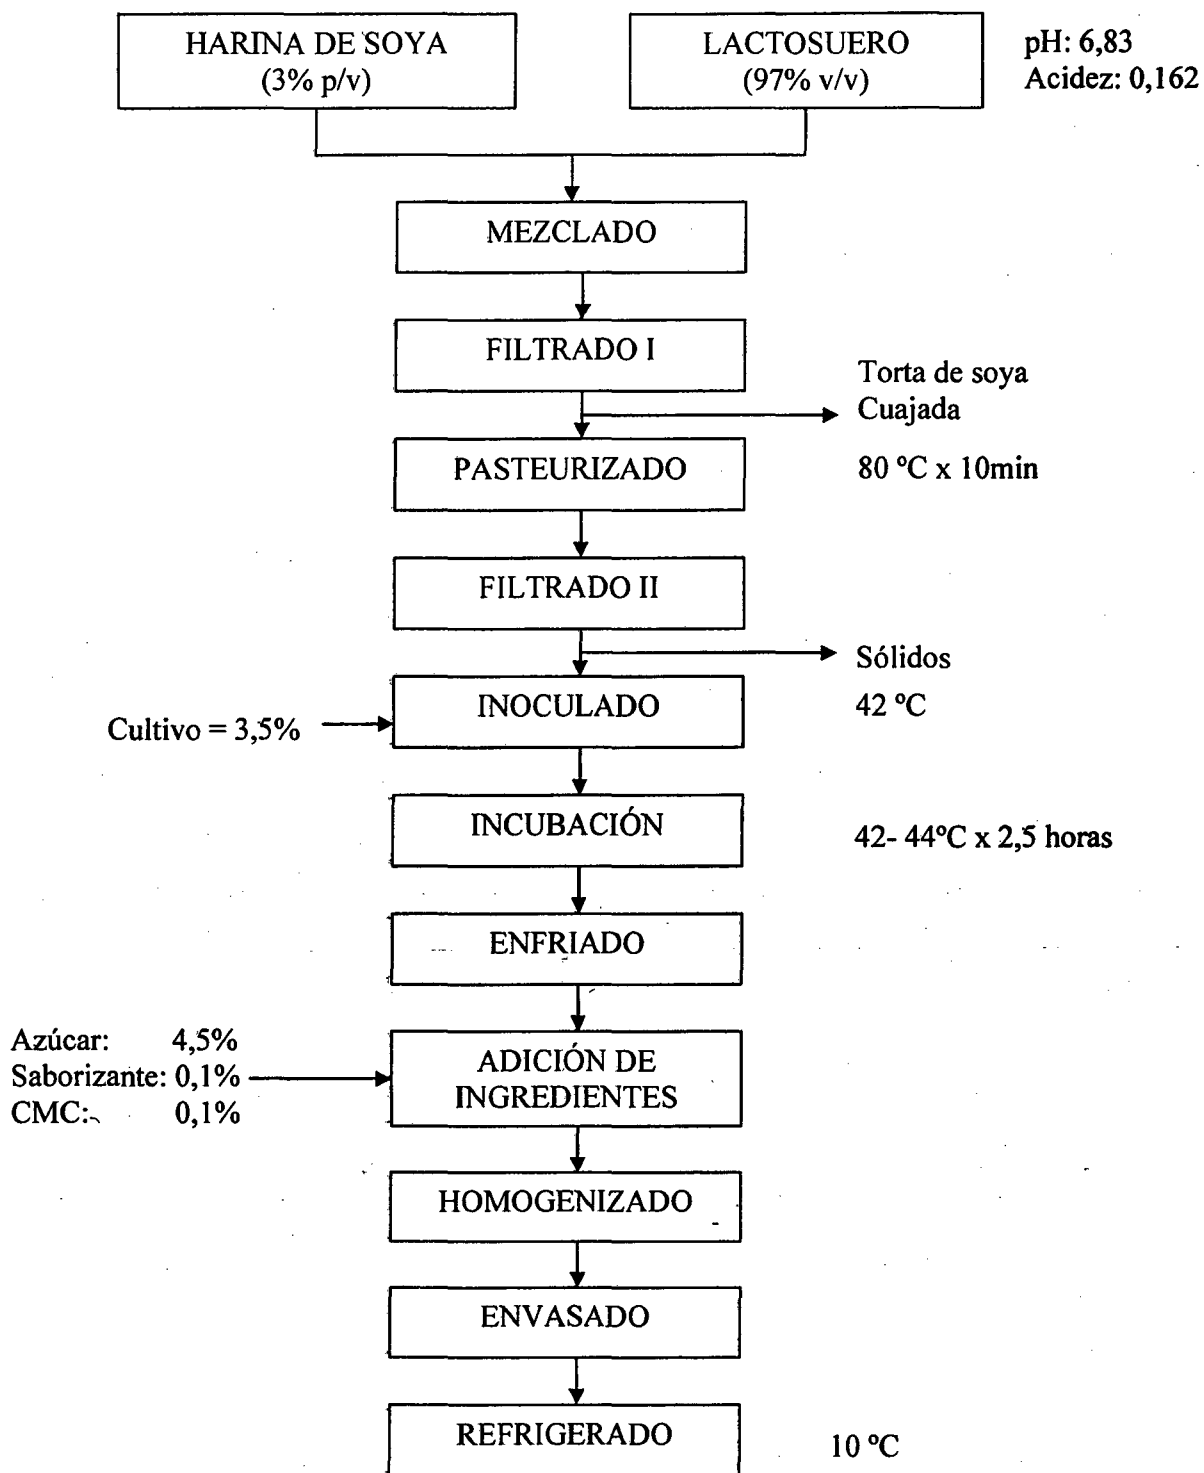 HARINA DE SOYA
(3% p/v)
LACTOSUERO
(97% v/v)
pH: 6,83
Acidez: 0,162
MEZCLADO
FILTRADO I
Torta de soya
Cuajada
PASTEURIZADO
80 ºC x 10min
FILTRADO II
Sólidos
INOCULADO
42 ºC
Cultivo = 3,5%
INCUBACIÓN
42- 44ºC x 2,5 horas
ENFRIADO
Azúcar: 4,5%
Saborizante: 0,1%
CMC: 0,1%
ADICIÓN DE
INGREDIENTES
HOMOGENIZADO
ENVASADO
REFRIGERADO
10 ºC